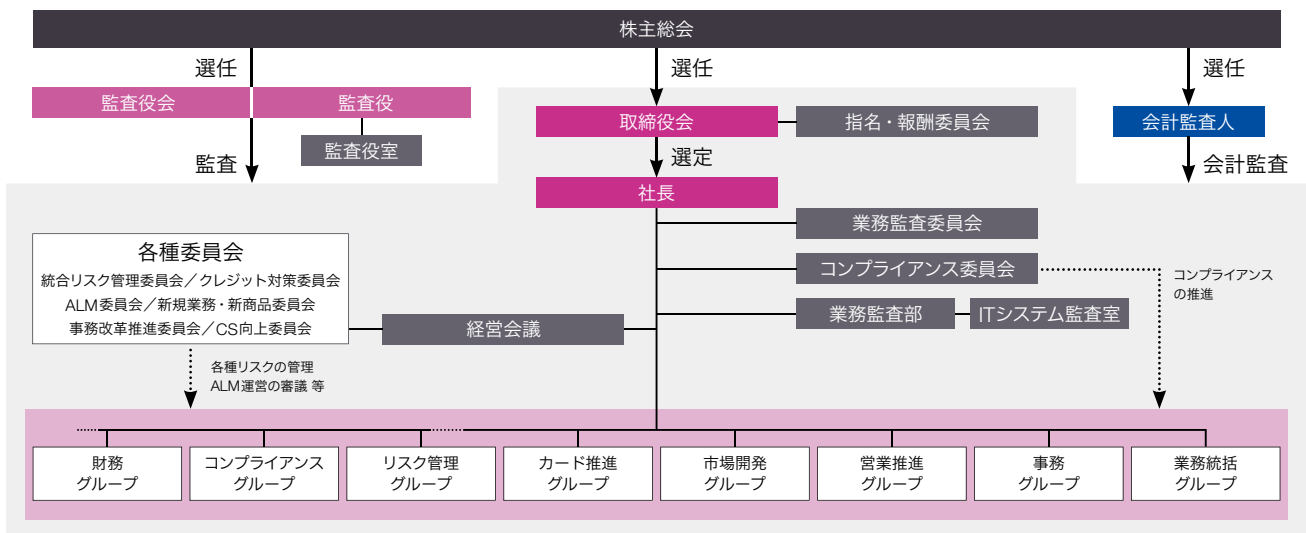 株主総会
選任
選任
選任
監査役会
監査役
取締役会
指名・報酬委員会
会計監査人
監査役室
監査
選定
会計監査
社長
業務監査委員会
各種委員会
統合リスク管理委員会／クレジット対策委員会
ALM委員会／新規業務・新商品委員会
事務改革推進委員会／CS向上委員会
コンプライアンス委員会
コンプライアンス
の推進
業務監査部
ITシステム監査室
経営会議
各種リスクの管理
ALM運営の審議 等
財務
グループ
コンプライアンス
グループ
リスク管理
グループ
カード推進
グループ
市場開発
グループ
営業推進
グループ
事務
グループ
業務統括
グループ